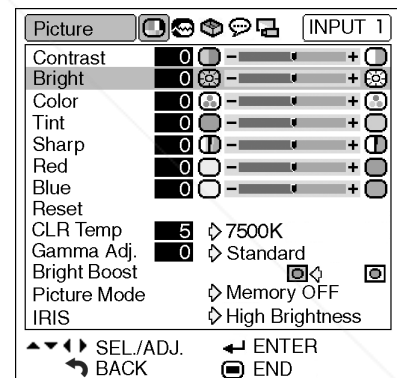 Picture INPUT 1
Contrast 0 - +
Bright 0 - +
Color 0 - +
Tint 0 - +
Sharp 0 - +
Red 0 - +
Blue 0 - +
Reset
CLR Temp 5 7500K
Gamma Adj. 0 Standard
Bright Boost
Picture Mode Memory OFF
IRIS High Brightness
SEL./ADJ. ENTER
BACK END